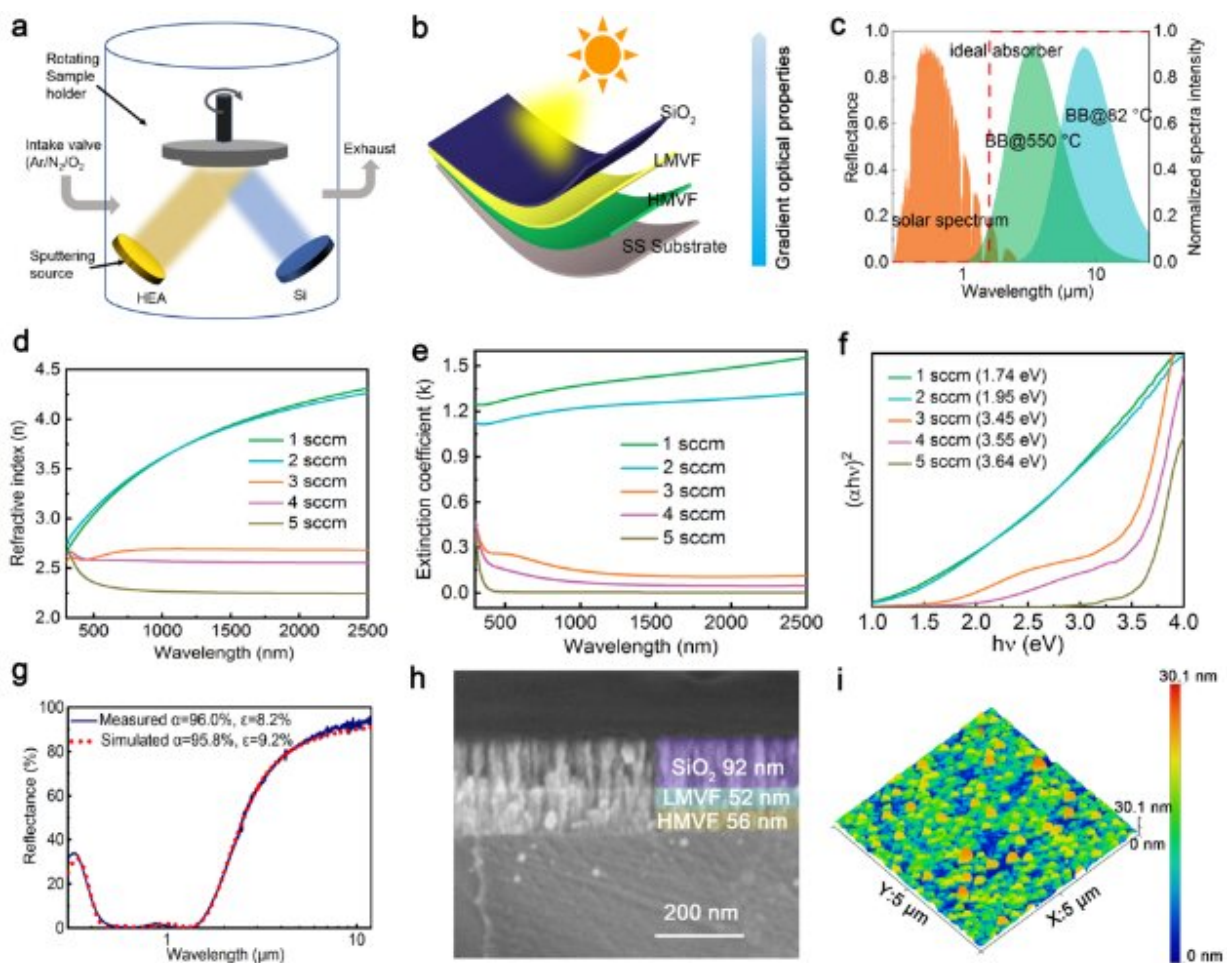 a
Rotating
Sample
holder
Intake valve
(Ar/N₂/O₂
Exhaust
Sputtering
source
HEA
Si
b
SiO₂
LMVF
HMVF
SS Substrate
Gradient optical properties
c
1.0
0.8
0.6
0.4
0.2
0.0
Reflectance
ideal absorber
BB@82 °C
BB@550 °C
solar spectrum
1.0
0.8
0.6
0.4
0.2
0.0
Normalized spectra intensity
1
10
Wavelength (μm)
d
4.5
4.0
3.5
3.0
2.5
2.0
Refractive index (n)
1 sccm
2 sccm
3 sccm
4 sccm
5 sccm
500
1000
1500
2000
2500
Wavelength (nm)
e
1.5
1.2
0.9
0.6
0.3
0.0
Extinction coefficient (k)
1 sccm
2 sccm
3 sccm
4 sccm
5 sccm
500
1000
1500
2000
2500
Wavelength (nm)
f
(αhν)²
1 sccm (1.74 eV)
2 sccm (1.95 eV)
3 sccm (3.45 eV)
4 sccm (3.55 eV)
5 sccm (3.64 eV)
1.0
1.5
2.0
2.5
3.0
3.5
4.0
hν (eV)
g
100
80
60
40
20
0
Reflectance (%)
Measured α=96.0%, ε=8.2%
Simulated α=95.8%, ε=9.2%
1
10
Wavelength (μm)
h
SiO₂ 92 nm
LMVF 52 nm
HMVF 56 nm
200 nm
i
30.1 nm
30.1 nm
0 nm
Y:5 μm
X:5 μm
0 nm